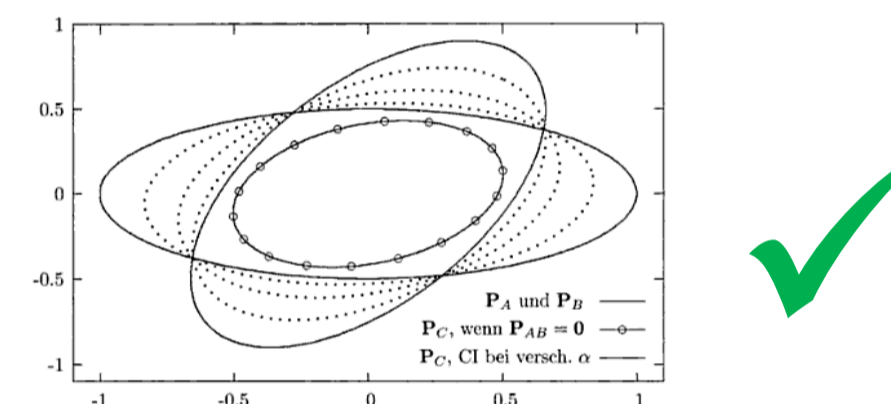 1
0.5
0
-0.5
-1
P_A und P_B
P_C, wenn P_AB = 0
P_C, CI bei versch. α
-1 -0.5 0 0.5 1